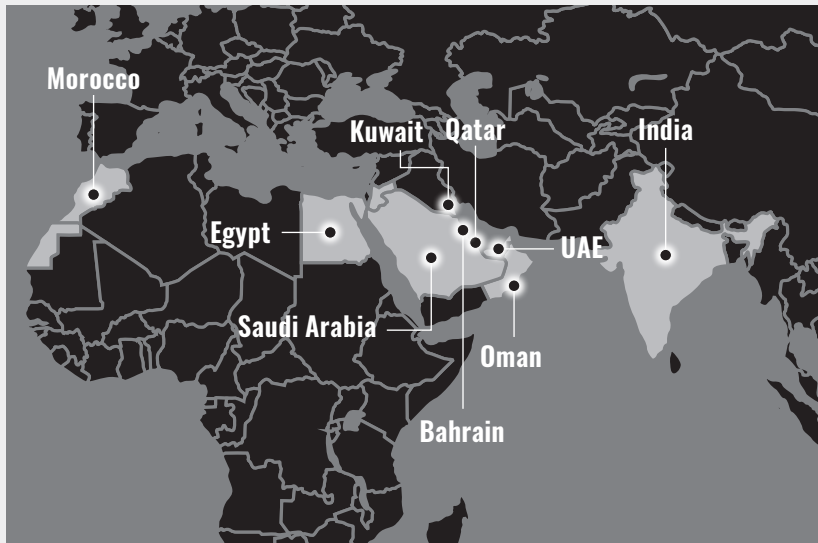 Morocco
Kuwait
Qatar
India
Egypt
UAE
Saudi Arabia
Oman
Bahrain